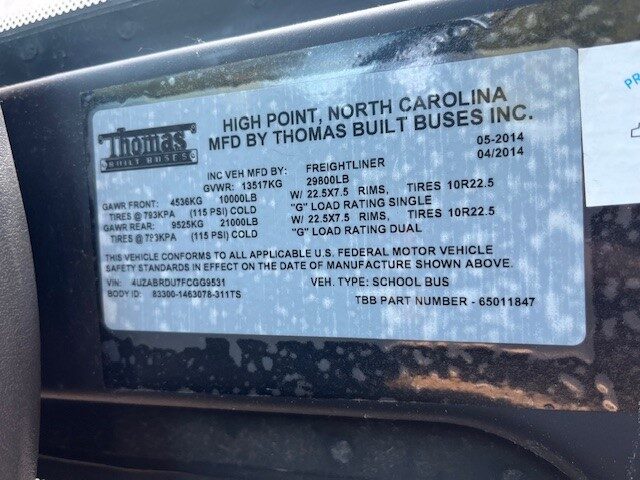 Thomas
BUILT BUSES
HIGH POINT, NORTH CAROLINA
MFD BY THOMAS BUILT BUSES INC.
05-2014
INC VEH MFD BY: FREIGHTLINER 04/2014
GVWR: 13517KG 29800LB
GAWR FRONT: 4536KG 10000LB W/ 22.5X7.5 RIMS, TIRES 10R22.5
TIRES @ 793KPA (115 PSI) COLD "G" LOAD RATING SINGLE
GAWR REAR: 9525KG 21000LB W/ 22.5X7.5 RIMS, TIRES 10R22.5
TIRES @ 793KPA (115 PSI) COLD "G" LOAD RATING DUAL
THIS VEHICLE CONFORMS TO ALL APPLICABLE U.S. FEDERAL MOTOR VEHICLE
SAFETY STANDARDS IN EFFECT ON THE DATE OF MANUFACTURE SHOWN ABOVE.
VIN: 4UZABRDU7FCGG9531 VEH. TYPE: SCHOOL BUS
BODY ID: 83300-1463078-311TS TBB PART NUMBER - 65011847
PR